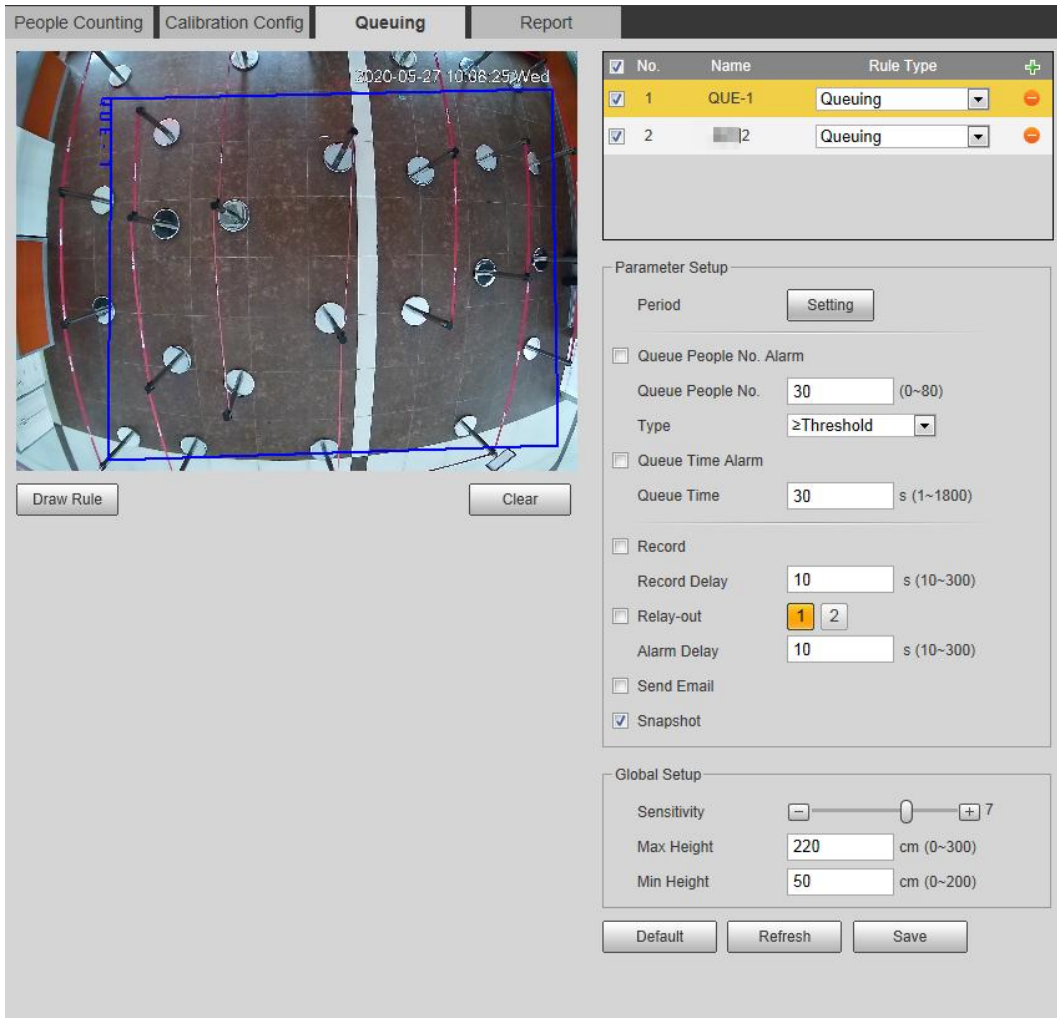 People Counting Calibration Config Queuing Report
2020-05-27 10:08:25 Wed
QUE-1
No. Name Rule Type
1 QUE-1 Queuing
2 2 Queuing
Parameter Setup
Period Setting
Queue People No. Alarm
Queue People No. 30 (0~80)
Type ≥Threshold
Queue Time Alarm
Queue Time 30 s (1~1800)
Record
Record Delay 10 s (10~300)
Relay-out 1 2
Alarm Delay 10 s (10~300)
Send Email
Snapshot
Draw Rule Clear
Global Setup
Sensitivity 7
Max Height 220 cm (0~300)
Min Height 50 cm (0~200)
Default Refresh Save